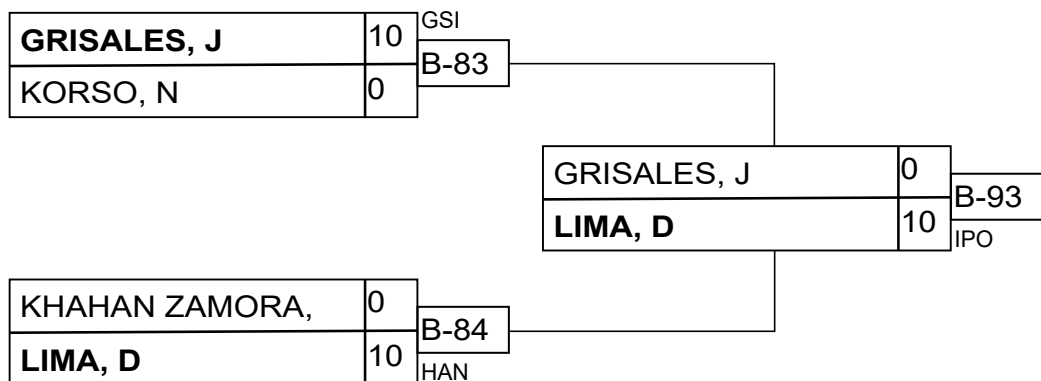 GRISALES, J 10 GSI
B-83
KORSO, N 0
GRISALES, J 0
B-93
LIMA, D 10 IPO
KHAHAN ZAMORA, 0
B-84
LIMA, D 10 HAN